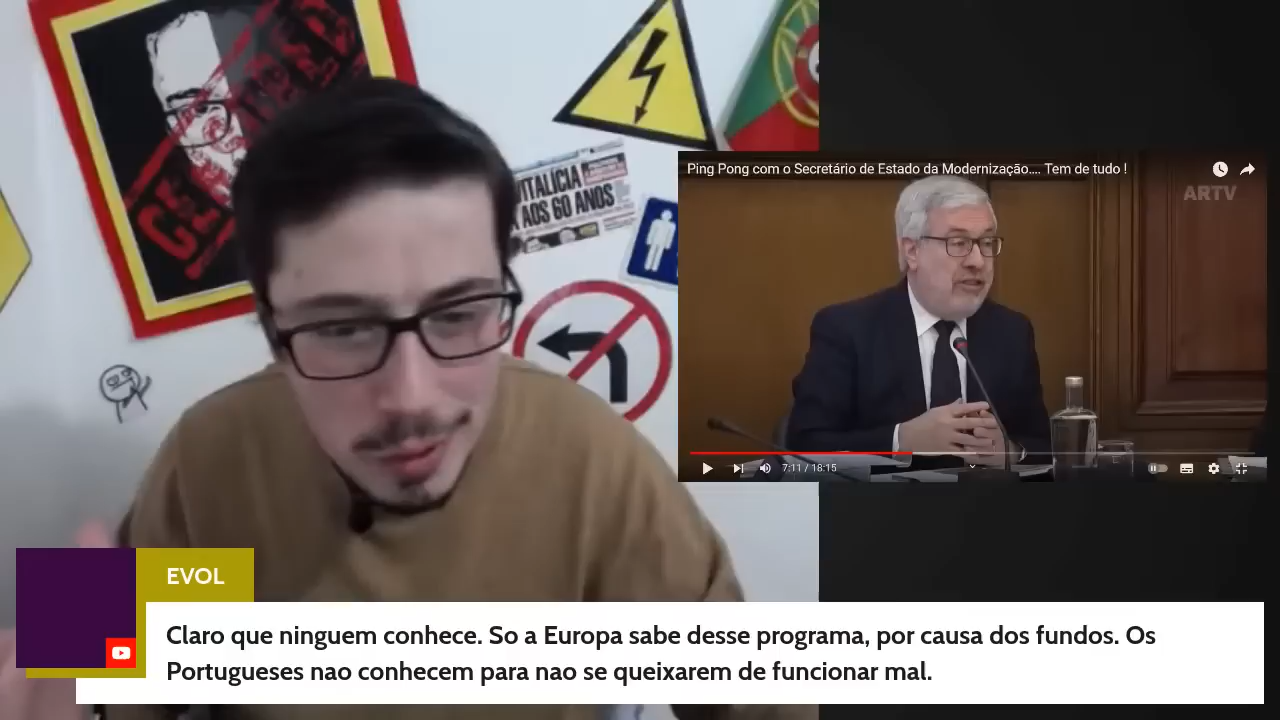 CENSURED
VITALÍCIA
AOS 60 ANOS
Ping Pong com o Secretário de Estado da Modernização.... Tem de tudo !
ARTV
7:11 / 18:15
EVOL
Claro que ninguem conhece. So a Europa sabe desse programa, por causa dos fundos. Os
Portugueses nao conhecem para nao se queixarem de funcionar mal.